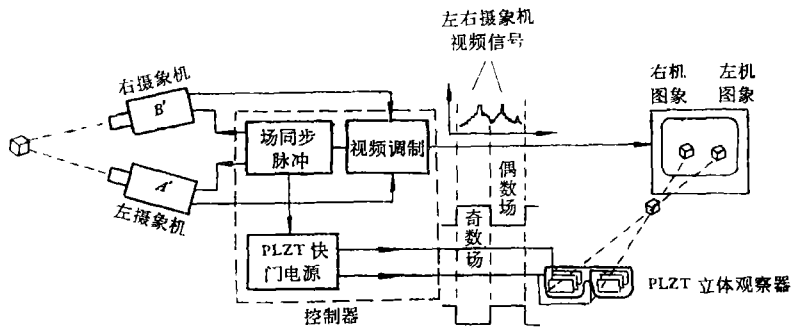 左右摄象机
视频信号
右摄象机
B'
右机
图象
左机
图象
场同步
脉冲
视频调制
偶数场
A'
左摄象机
奇数场
PLZT 快
门电源
PLZT 立体观察器
控制器